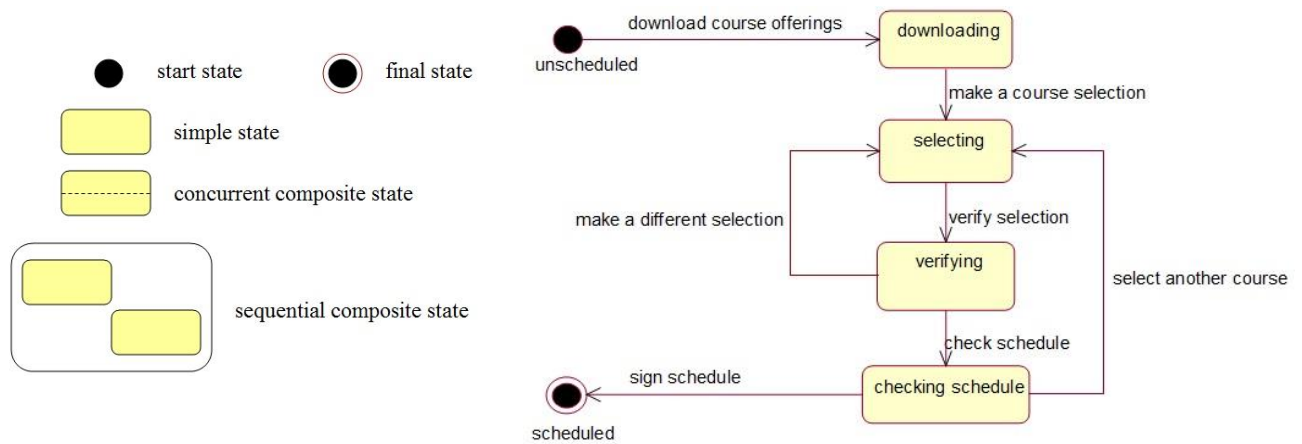 start state
final state
simple state
concurrent composite state
sequential composite state
download course offerings
downloading
unscheduled
make a course selection
selecting
make a different selection
verify selection
verifying
select another course
check schedule
sign schedule
checking schedule
scheduled